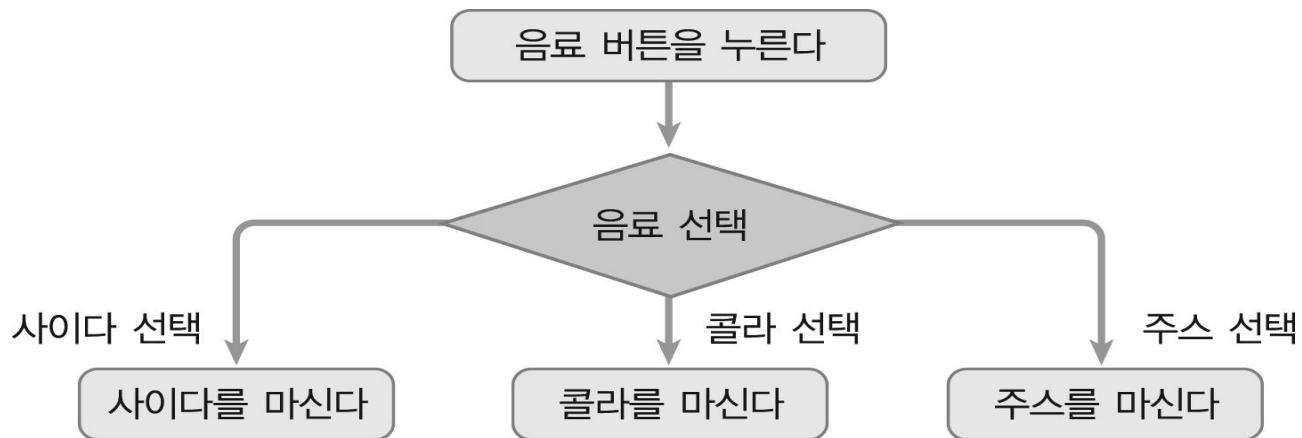 음료 버튼을 누른다
음료 선택
사이다 선택
콜라 선택
주스 선택
사이다를 마신다
콜라를 마신다
주스를 마신다